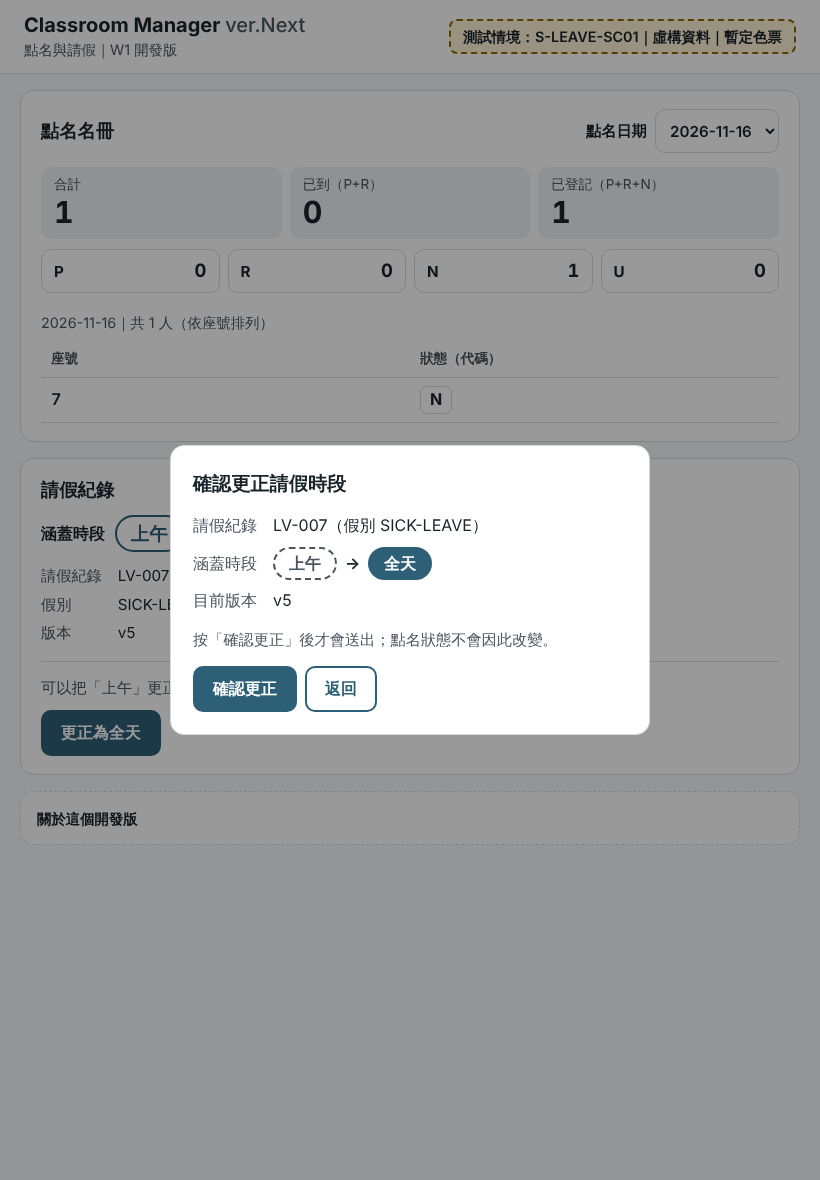 Classroom Manager ver.Next
點名與請假｜W1 開發版
測試情境：S-LEAVE-SC01｜虛構資料｜暫定色票
點名名冊
點名日期 2026-11-16
合計
1
已到（P+R）
0
已登記（P+R+N）
1
P 0
R 0
N 1
U 0
2026-11-16｜共 1 人（依座號排列）
座號 狀態（代碼）
7 N
請假紀錄
涵蓋時段 上午
請假紀錄 LV-007
假別 SICK-LE
版本 v5
可以把「上午」更正
更正為全天
確認更正請假時段
請假紀錄 LV-007（假別 SICK-LEAVE）
涵蓋時段 上午 → 全天
目前版本 v5
按「確認更正」後才會送出；點名狀態不會因此改變。
確認更正 返回
關於這個開發版